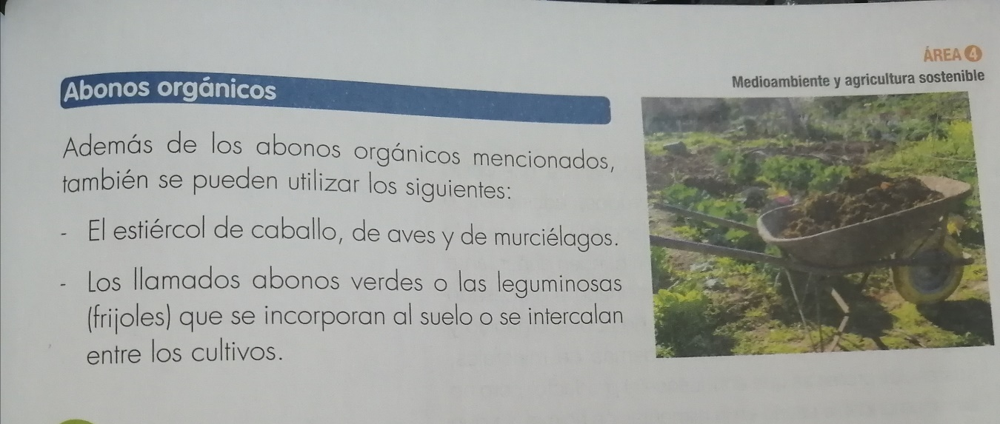 ÁREA 4
Medioambiente y agricultura sostenible
Abonos orgánicos
Además de los abonos orgánicos mencionados,
también se pueden utilizar los siguientes:
- El estiércol de caballo, de aves y de murciélagos.
- Los llamados abonos verdes o las leguminosas
(frijoles) que se incorporan al suelo o se intercalan
entre los cultivos.